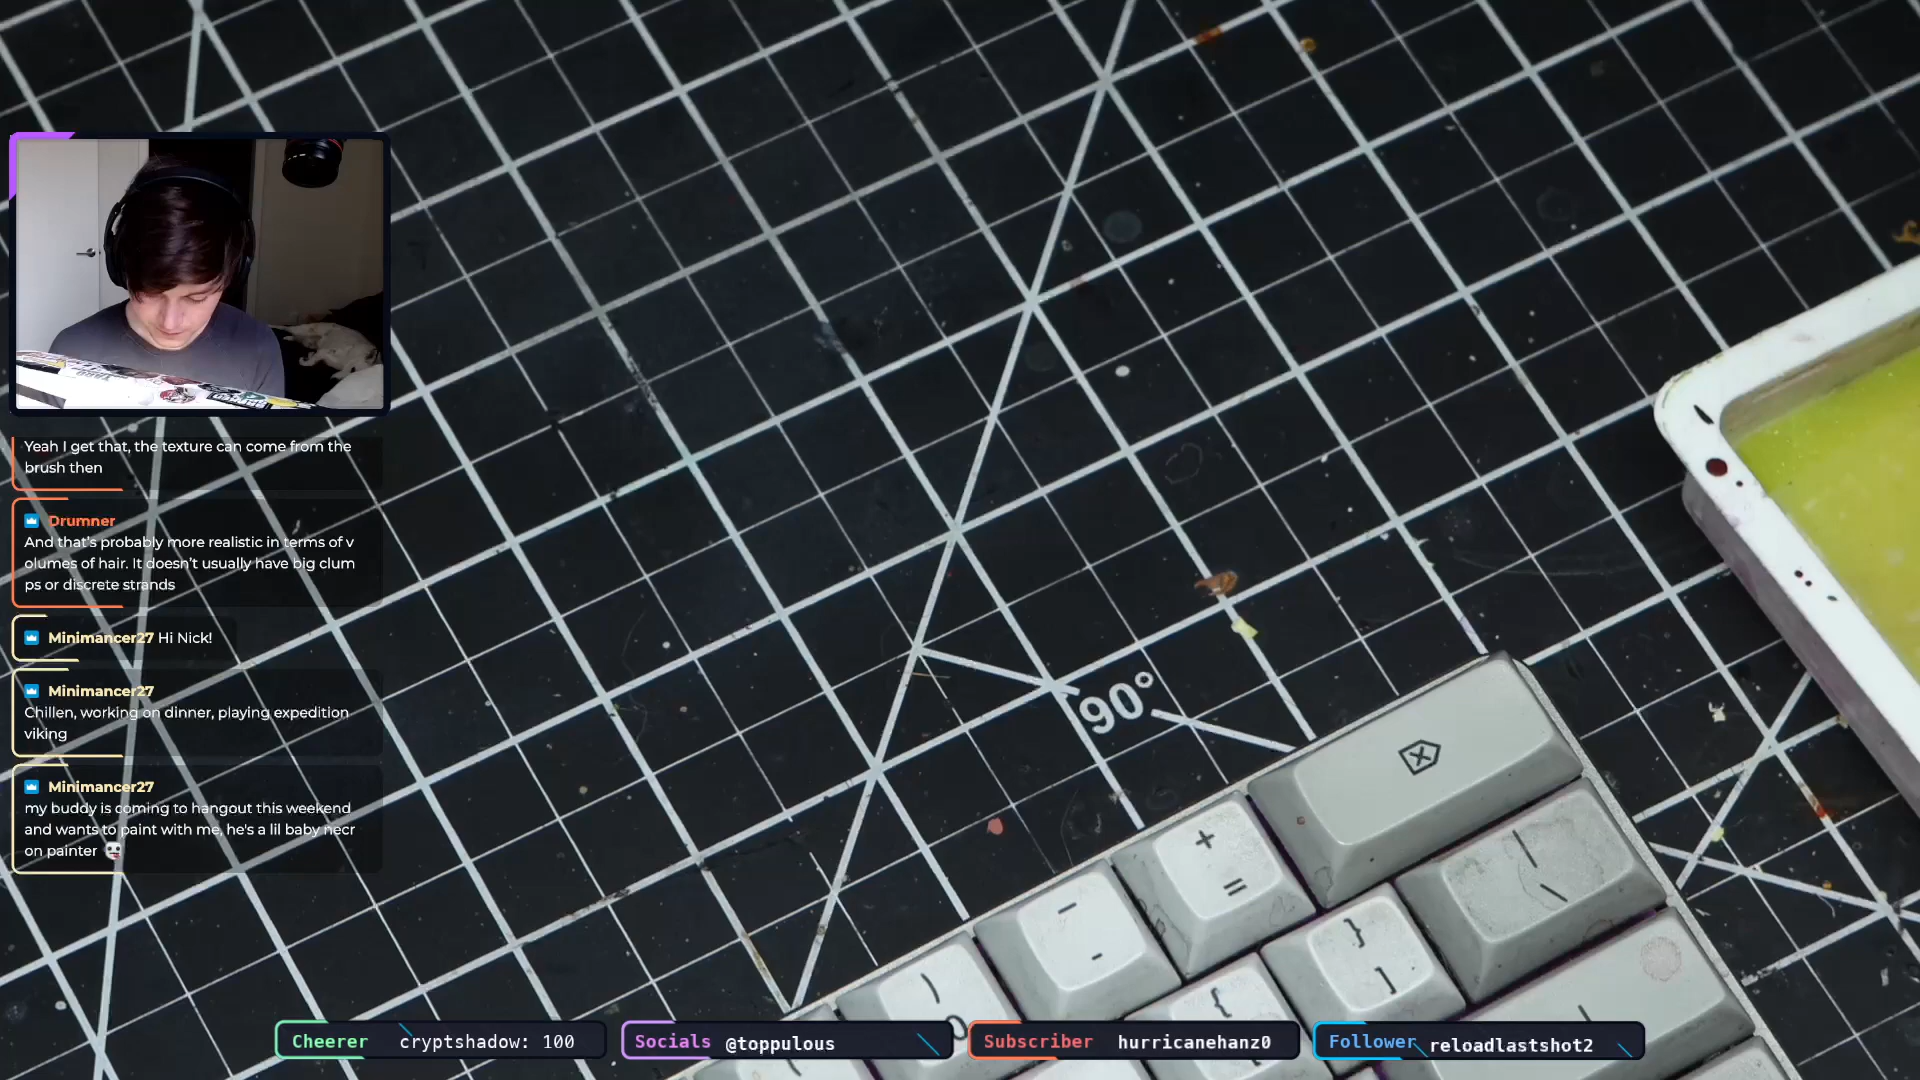 Yeah I get that, the texture can come from the
brush then
Drumner
And that's probably more realistic in terms of v
olumes of hair. It doesn't usually have big clum
ps or discrete strands
Minimancer27 Hi Nick!
Minimancer27
Chillen, working on dinner, playing expedition
viking
Minimancer27
my buddy is coming to hangout this weekend
and wants to paint with me, he's a lil baby necr
on painter
90°
+
=
-
-
}
]
{
)
0
Cheerer cryptshadow: 100
Socials @toppulous
Subscriber hurricanehanz0
Follower reloadlastshot2